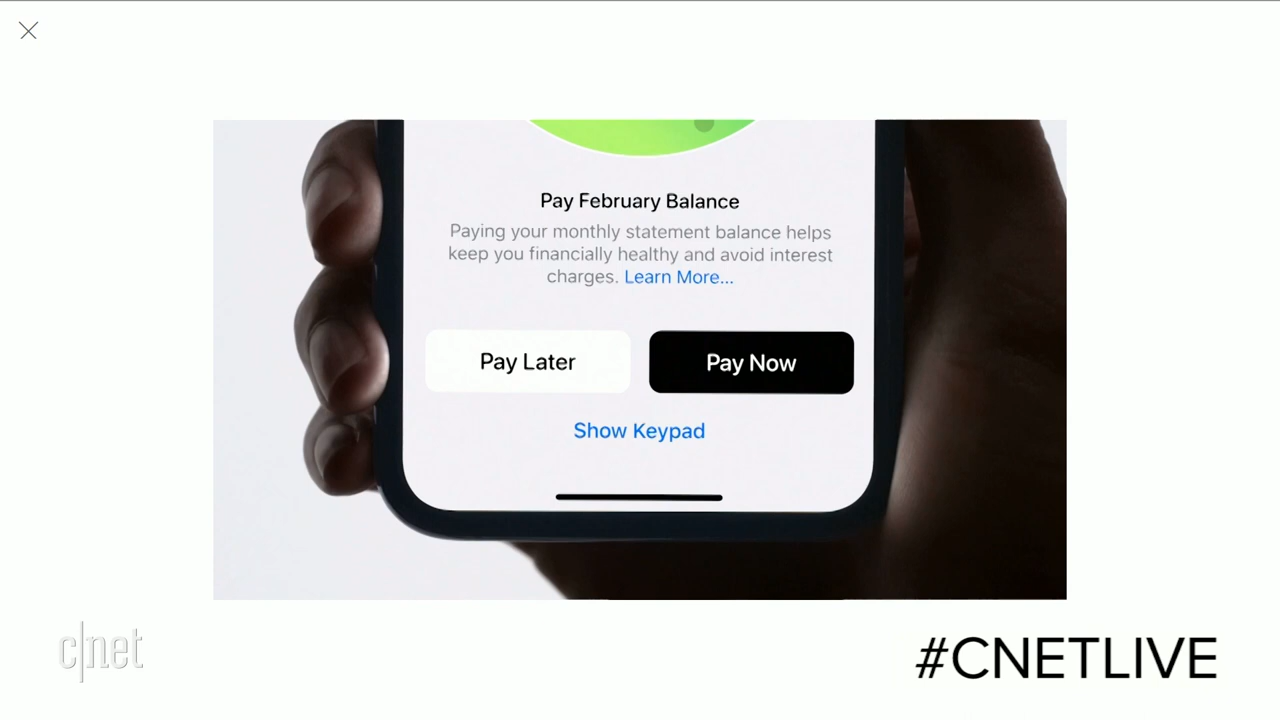 Pay February Balance
Paying your monthly statement balance helps
keep you financially healthy and avoid interest
charges. Learn More...
Pay Later
Pay Now
Show Keypad
c|net
#CNETLIVE